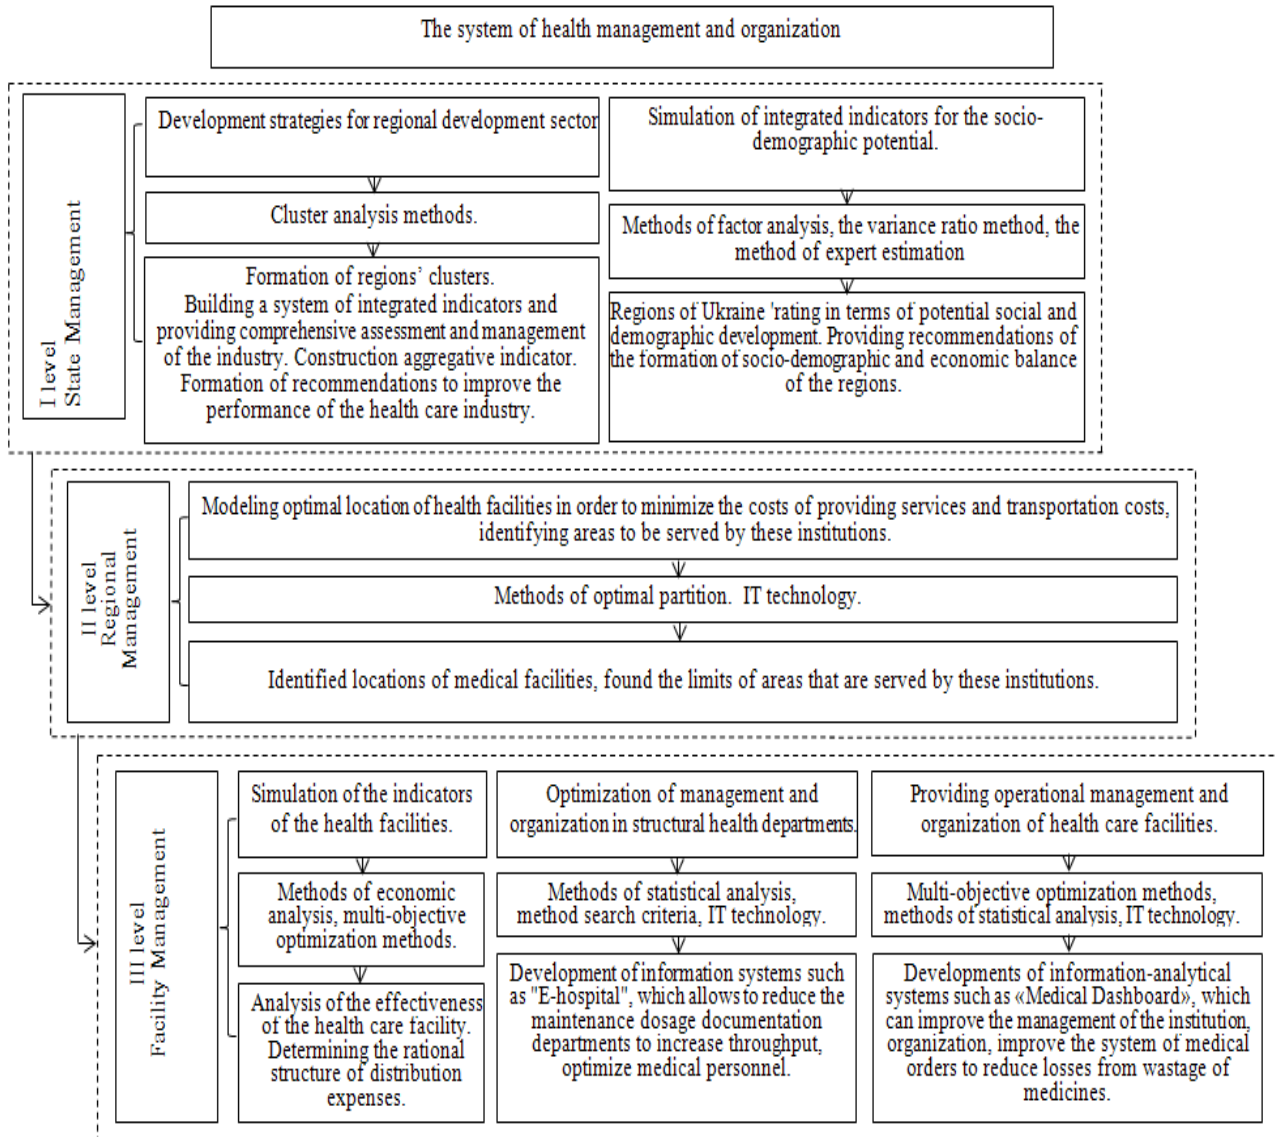 The system of health management and organization
I level
State Management
Development strategies for regional development sector
Cluster analysis methods.
Formation of regions’ clusters.
Building a system of integrated indicators and
providing comprehensive assessment and management
of the industry. Construction aggregative indicator.
Formation of recommendations to improve the
performance of the health care industry.
Simulation of integrated indicators for the socio-
demographic potential.
Methods of factor analysis, the variance ratio method, the
method of expert estimation
Regions of Ukraine 'rating in terms of potential social and
demographic development. Providing recommendations of
the formation of socio-demographic and economic balance
of the regions.
II level
Regional
Management
Modeling optimal location of health facilities in order to minimize the costs of providing services and transportation costs,
identifying areas to be served by these institutions.
Methods of optimal partition. IT technology.
Identified locations of medical facilities, found the limits of areas that are served by these institutions.
III level
Facility Management
Simulation of the indicators
of the health facilities.
Methods of economic
analysis, multi-objective
optimization methods.
Analysis of the effectiveness
of the health care facility.
Determining the rational
structure of distribution
expenses.
Optimization of management and
organization in structural health departments.
Methods of statistical analysis,
method search criteria, IT technology.
Development of information systems such
as "E-hospital", which allows to reduce the
maintenance dosage documentation
departments to increase throughput,
optimize medical personnel.
Providing operational management and
organization of health care facilities.
Multi-objective optimization methods,
methods of statistical analysis, IT technology.
Developments of information-analytical
systems such as «Medical Dashboard», which
can improve the management of the institution,
organization, improve the system of medical
orders to reduce losses from wastage of
medicines.